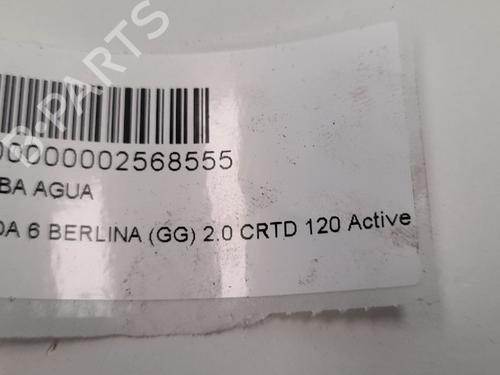 B-PARTS
00000002568555
BA AGUA
DA 6 BERLINA (GG) 2.0 CRTD 120 Active